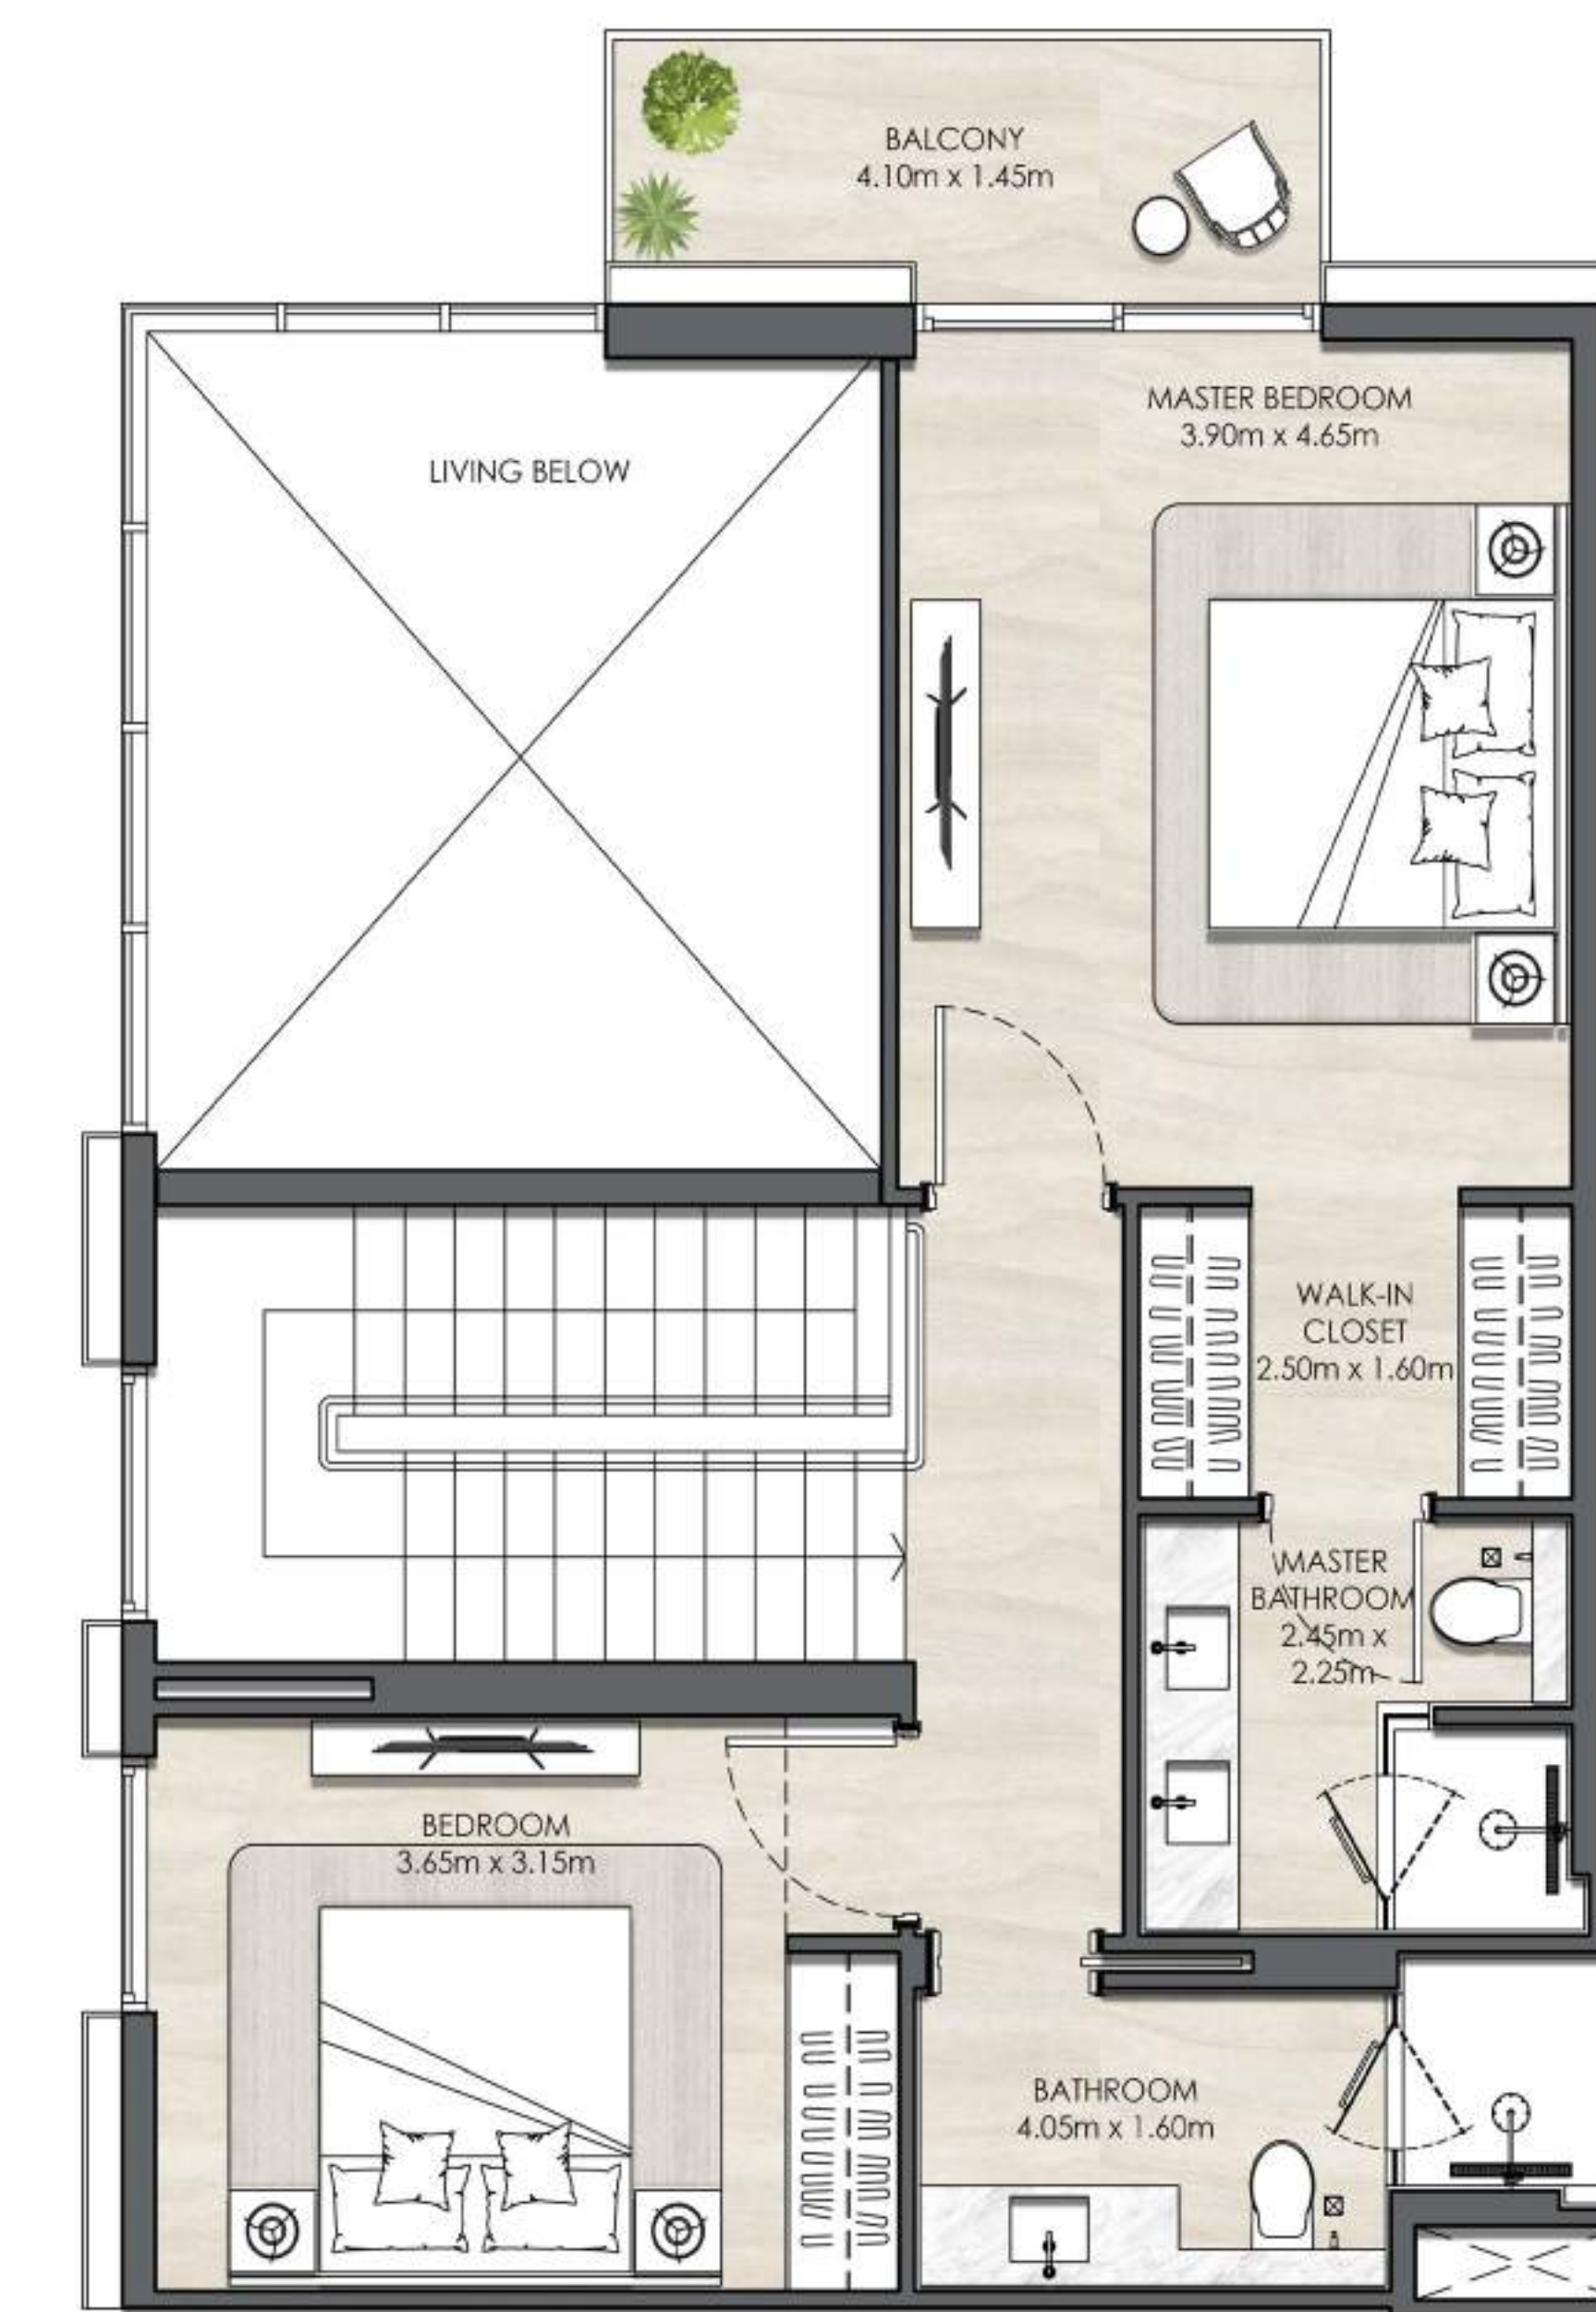 BALCONY
4.10m x 1.45m
MASTER BEDROOM
3.90m x 4.65m
LIVING BELOW
WALK-IN
CLOSET
2.50m x 1.60m
MASTER
BATHROOM
2.45m x
2.25m
BEDROOM
3.65m x 3.15m
BATHROOM
4.05m x 1.60m